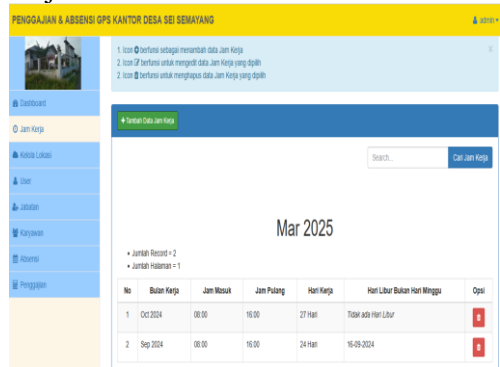 PENGGAJIAN & ABSENSI GPS KANTOR DESA SEI SEMAYANG
admin
1. Icon berfunsi sebagai menambah data Jam Kerja
2. Icon berfunsi untuk mengedit data Jam Kerja yang dipilih
2. Icon berfunsi untuk menghapus data Jam Kerja yang dipilih
x
Dashboard
Jam Kerja
Kelola Lokasi
User
Jabatan
Karyawan
Absensi
Penggajian
+ Tambah Data Jam Kerja
Search...
Cari Jam Kerja
Mar 2025
• Jumlah Record = 2
• Jumlah Halaman = 1
No Bulan Kerja Jam Masuk Jam Pulang Hari Kerja Hari Libur Bukan Hari Minggu Opsi
1 Oct 2024 08:00 16:00 27 Hari Tidak ada Hari Libur
2 Sep 2024 08:00 16:00 24 Hari 16-09-2024